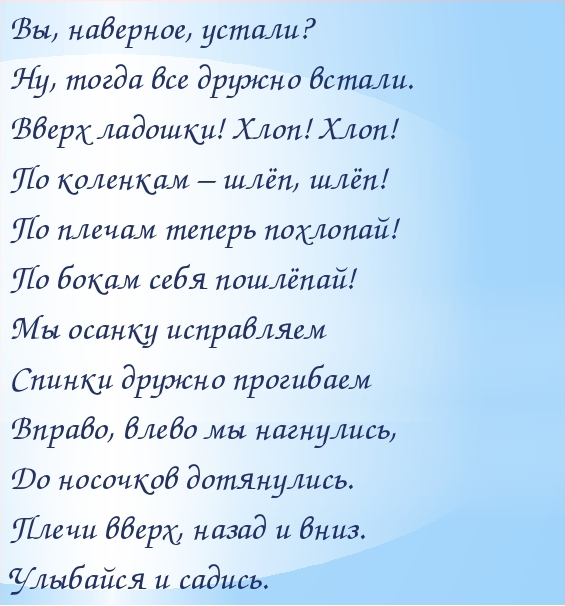 Вы, наверное, устали?
Ну, тогда все дружно встали.
Вверх ладошки! Хлоп! Хлоп!
По коленкам – шлёп, шлёп!
По плечам теперь похлопай!
По бокам себя пошлёпай!
Мы осанку исправляем
Спинки дружно прогибаем
Вправо, влево мы нагнулись,
До носочков дотянулись.
Плечи вверх, назад и вниз.
Улыбайся и садись.